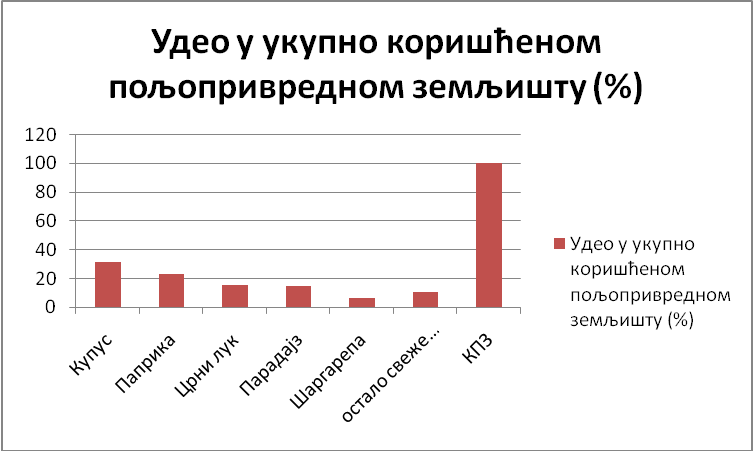 Удео у укупно коришћеном
пољопривредном земљишту (%)
120
100
80
60
40
20
0
Купус
Паприка
Црни лук
Парадајз
Шаргарепа
остало свеже...
КПЗ
Удео у укупно
коришћеном
пољопривредном
земљишту (%)